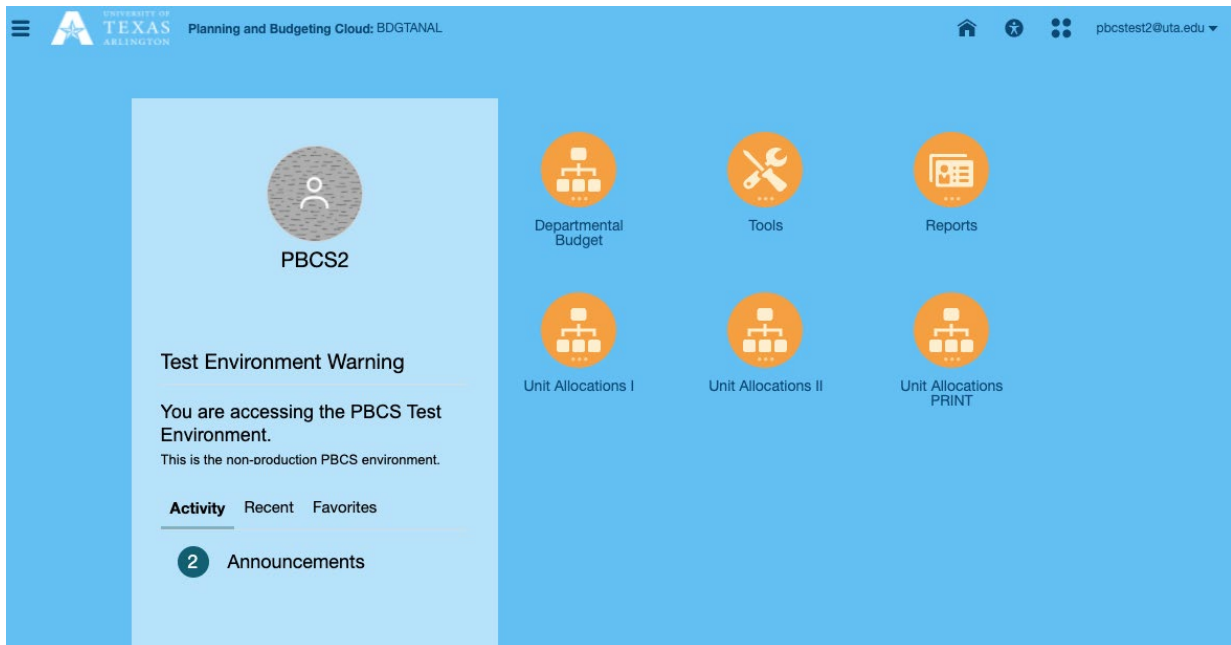 UNIVERSITY OF
TEXAS
ARLINGTON
Planning and Budgeting Cloud: BDGTANAL
pbcstest2@uta.edu
PBCS2
Test Environment Warning
You are accessing the PBCS Test
Environment.
This is the non-production PBCS environment.
Activity Recent Favorites
2 Announcements
Departmental
Budget
Tools
Reports
Unit Allocations I
Unit Allocations II
Unit Allocations
PRINT